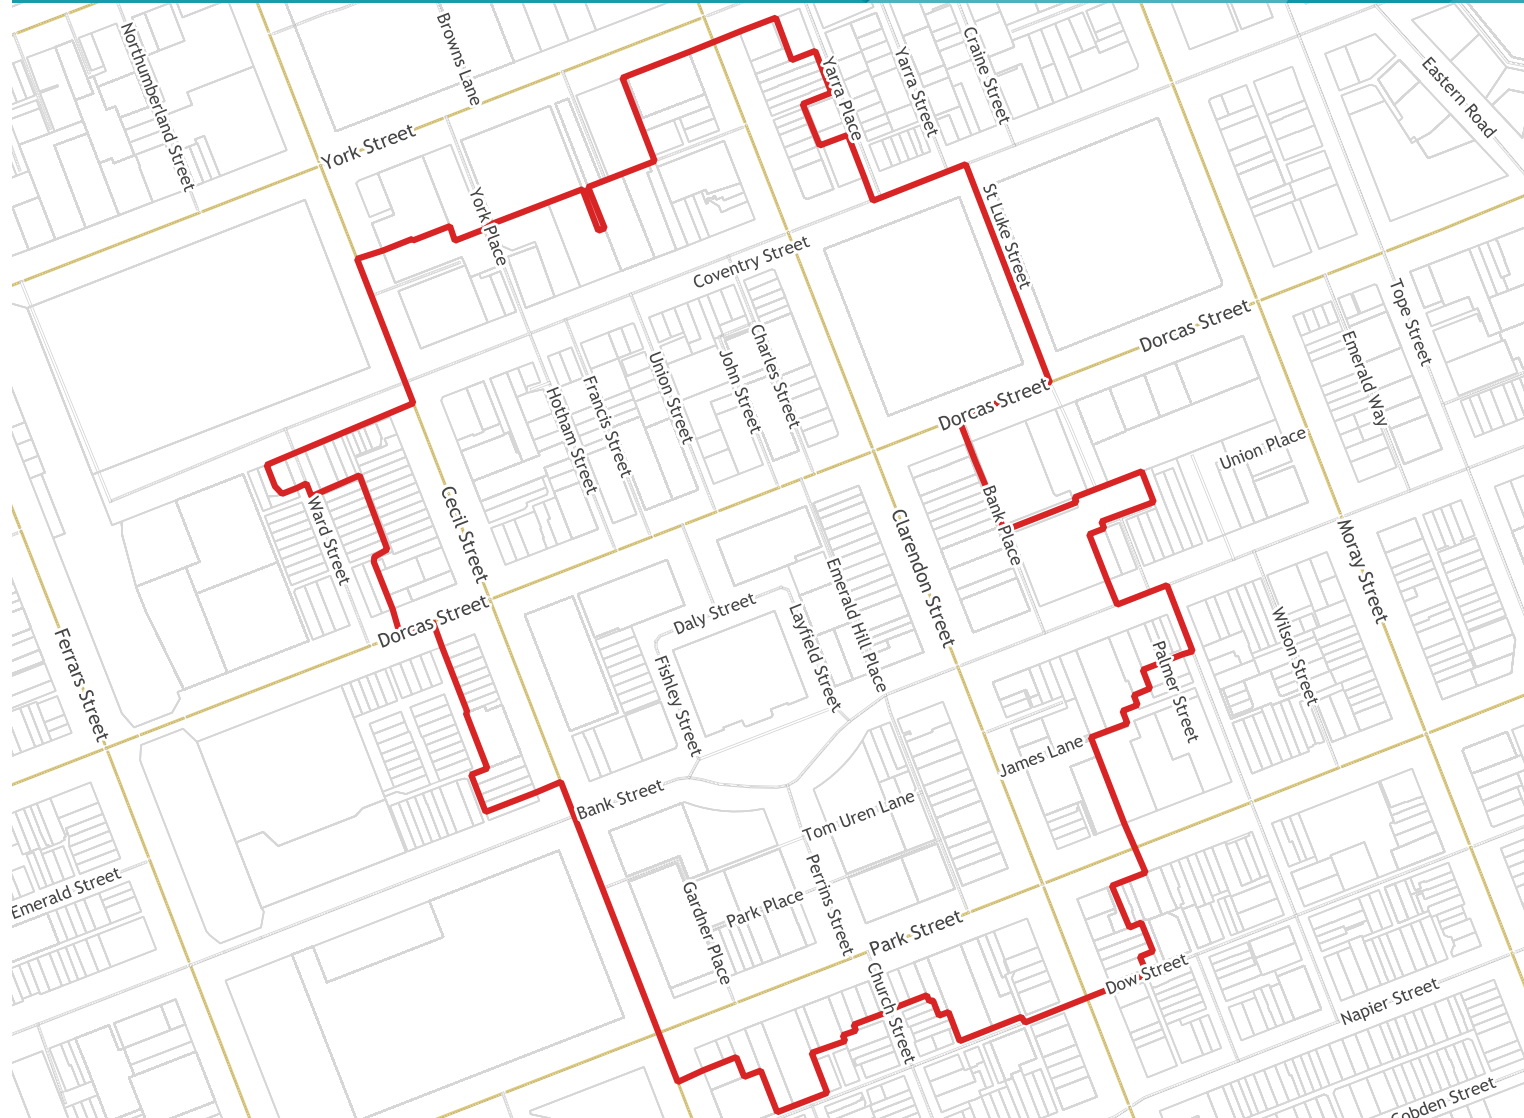 Northumberland Street
Browns Lane
Yarra Place
Yarra Street
Craine Street
Eastern Road
York Street
York Place
St Luke Street
Coventry Street
Dorcas Street
Tope Street
Emerald Way
Hotham Street
Francis Street
Union Street
John Street
Charles Street
Dorcas Street
Union Place
Ward Street
Cecil Street
Clarendon Street
Bank Place
Moray Street
Dorcas Street
Daly Street
Layfield Street
Emerald Hill Place
Wilson Street
Ferrars Street
Fishley Street
Palmer Street
James Lane
Bank Street
Tom Uren Lane
Emerald Street
Gardner Place
Park Place
Perrins Street
Park Street
Church Street
Dow Street
Napier Street
Cobden Street